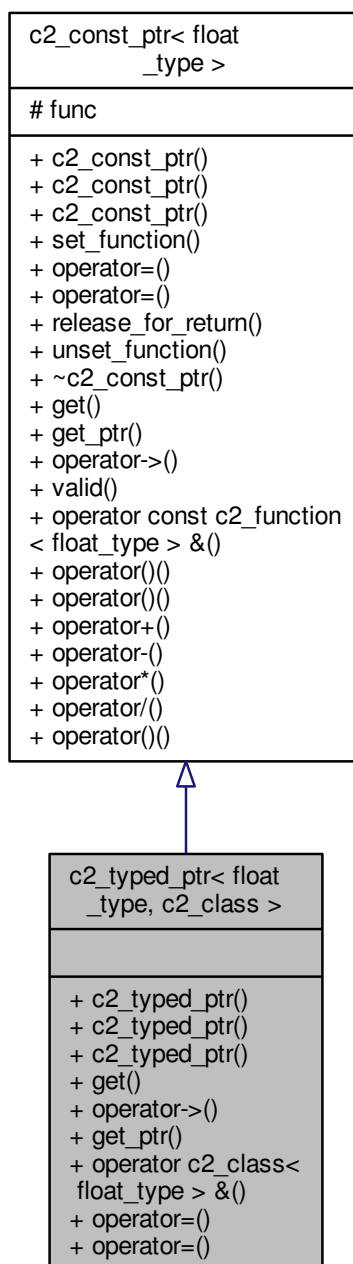 c2_const_ptr< float
_type >
# func
+ c2_const_ptr()
+ c2_const_ptr()
+ c2_const_ptr()
+ set_function()
+ operator=()
+ operator=()
+ release_for_return()
+ unset_function()
+ ~c2_const_ptr()
+ get()
+ get_ptr()
+ operator->()
+ valid()
+ operator const c2_function
< float_type > &()
+ operator()()
+ operator()()
+ operator+()
+ operator-()
+ operator*()
+ operator/()
+ operator()()
c2_typed_ptr< float
_type, c2_class >
+ c2_typed_ptr()
+ c2_typed_ptr()
+ c2_typed_ptr()
+ get()
+ operator->()
+ get_ptr()
+ operator c2_class<
float_type > &()
+ operator=()
+ operator=()